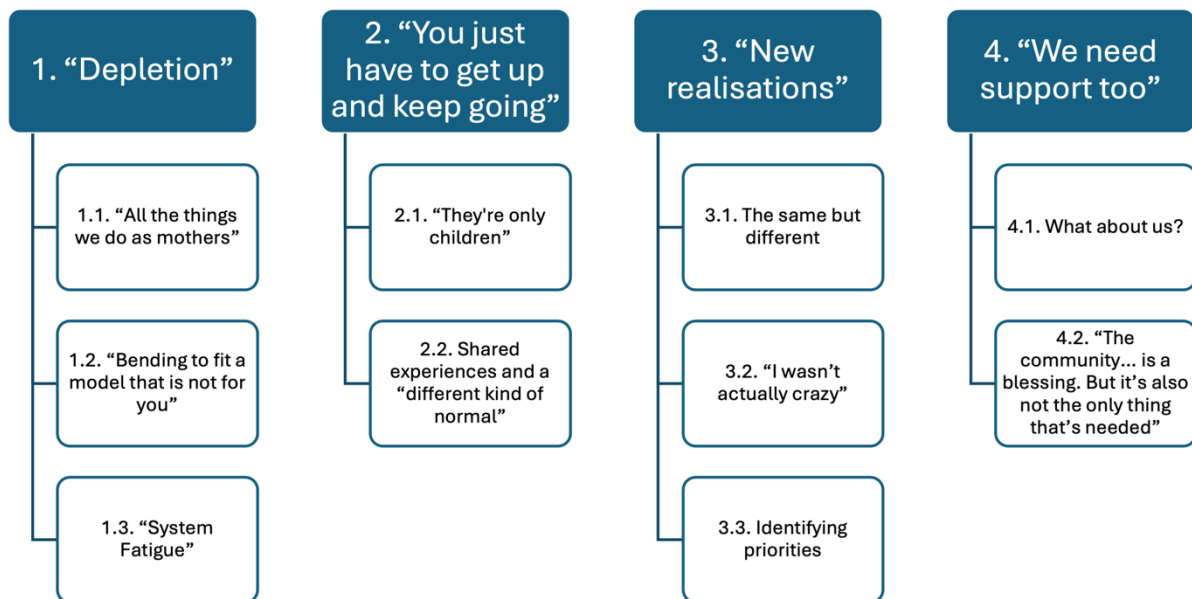 1. “Depletion”
1.1. “All the things
we do as mothers”
1.2. “Bending to fit a
model that is not for
you”
1.3. “System
Fatigue”
2. “You just
have to get up
and keep going”
2.1. “They're only
children”
2.2. Shared
experiences and a
“different kind of
normal”
3. “New
realisations”
3.1. The same but
different
3.2. “I wasn’t
actually crazy”
3.3. Identifying
priorities
4. “We need
support too”
4.1. What about us?
4.2. “The
community... is a
blessing. But it’s also
not the only thing
that’s needed”